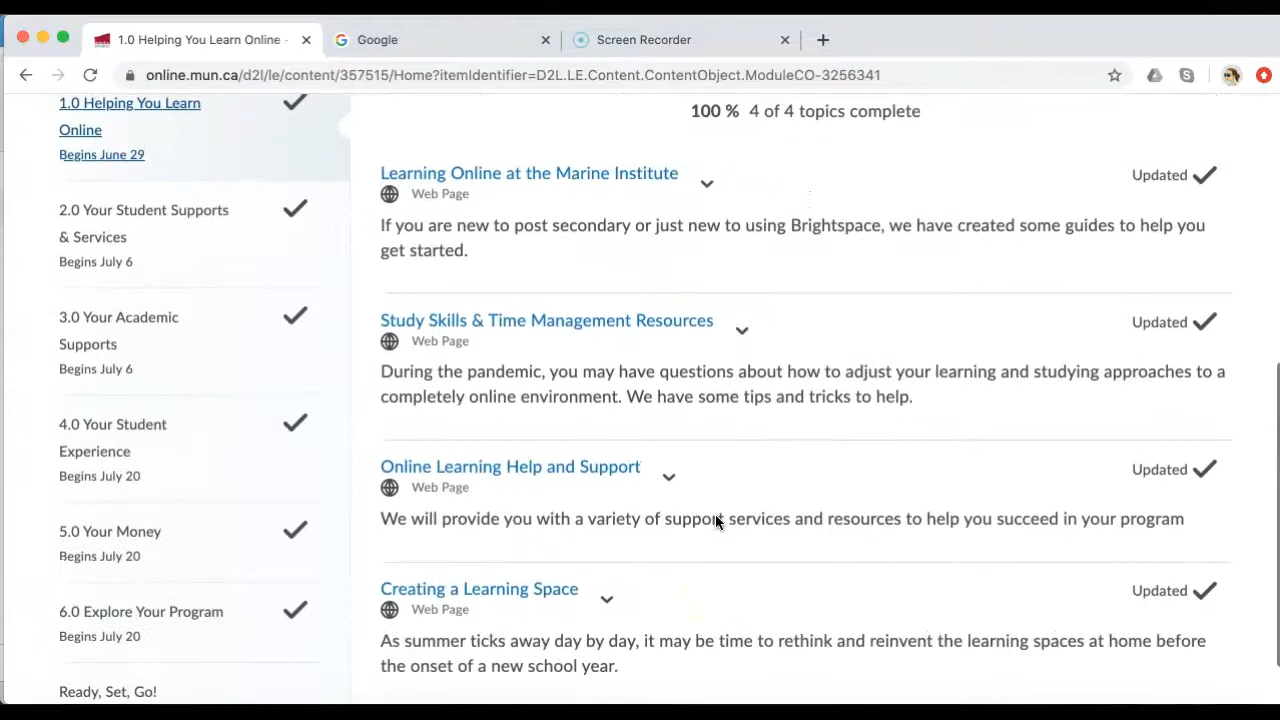 1.0 Helping You Learn Online -
Google
Screen Recorder
online.mun.ca/d2l/le/content/357515/Home?itemIdentifier=D2L.LE.Content.ContentObject.ModuleCO-3256341
1.0 Helping You Learn
Online
Begins June 29
2.0 Your Student Supports
& Services
Begins July 6
3.0 Your Academic
Supports
Begins July 6
4.0 Your Student
Experience
Begins July 20
5.0 Your Money
Begins July 20
6.0 Explore Your Program
Begins July 20
Ready, Set, Go!
100 % 4 of 4 topics complete
Learning Online at the Marine Institute
Updated
Web Page
If you are new to post secondary or just new to using Brightspace, we have created some guides to help you
get started.
Study Skills & Time Management Resources
Updated
Web Page
During the pandemic, you may have questions about how to adjust your learning and studying approaches to a
completely online environment. We have some tips and tricks to help.
Online Learning Help and Support
Updated
Web Page
We will provide you with a variety of support services and resources to help you succeed in your program
Creating a Learning Space
Updated
Web Page
As summer ticks away day by day, it may be time to rethink and reinvent the learning spaces at home before
the onset of a new school year.